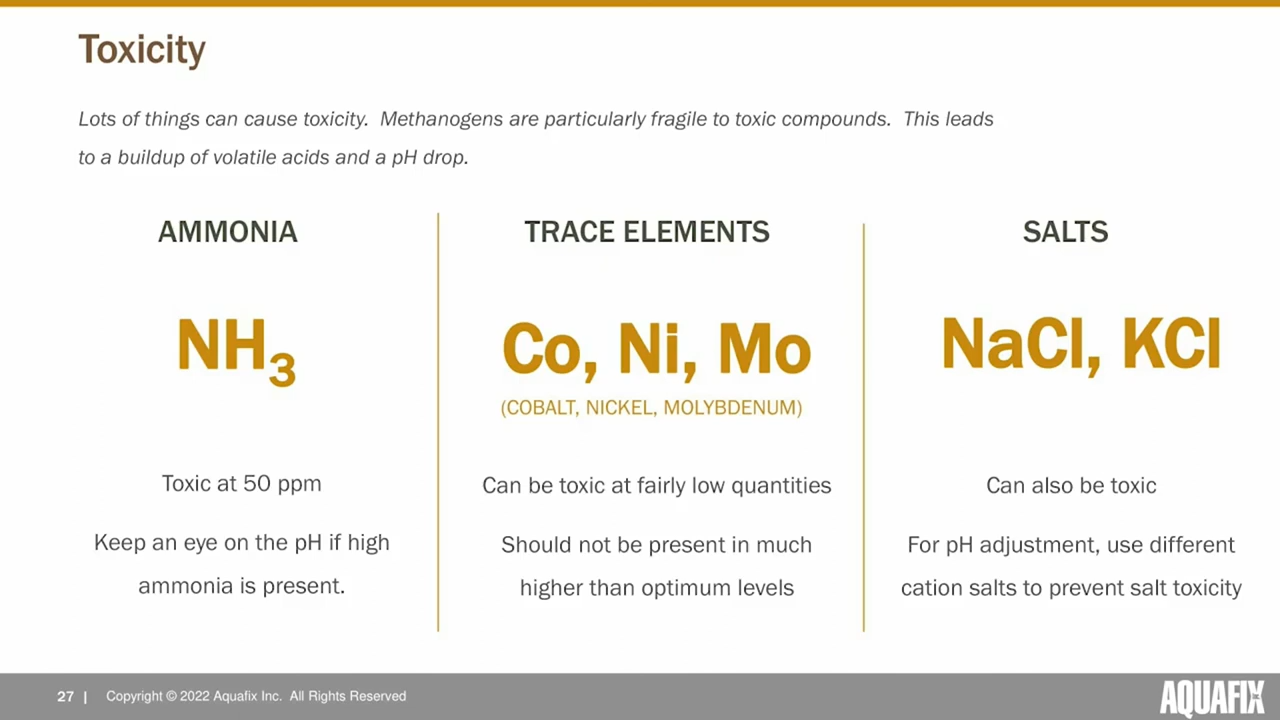 Toxicity
Lots of things can cause toxicity.  Methanogens are particularly fragile to toxic compounds.  This leads
to a buildup of volatile acids and a pH drop.
AMMONIA
NH₃
Toxic at 50 ppm
Keep an eye on the pH if high
ammonia is present.
TRACE ELEMENTS
Co, Ni, Mo
(COBALT, NICKEL, MOLYBDENUM)
Can be toxic at fairly low quantities
Should not be present in much
higher than optimum levels
SALTS
NaCl, KCl
Can also be toxic
For pH adjustment, use different
cation salts to prevent salt toxicity
27 | Copyright © 2022 Aquafix Inc.  All Rights Reserved
AQUAFIX INC.